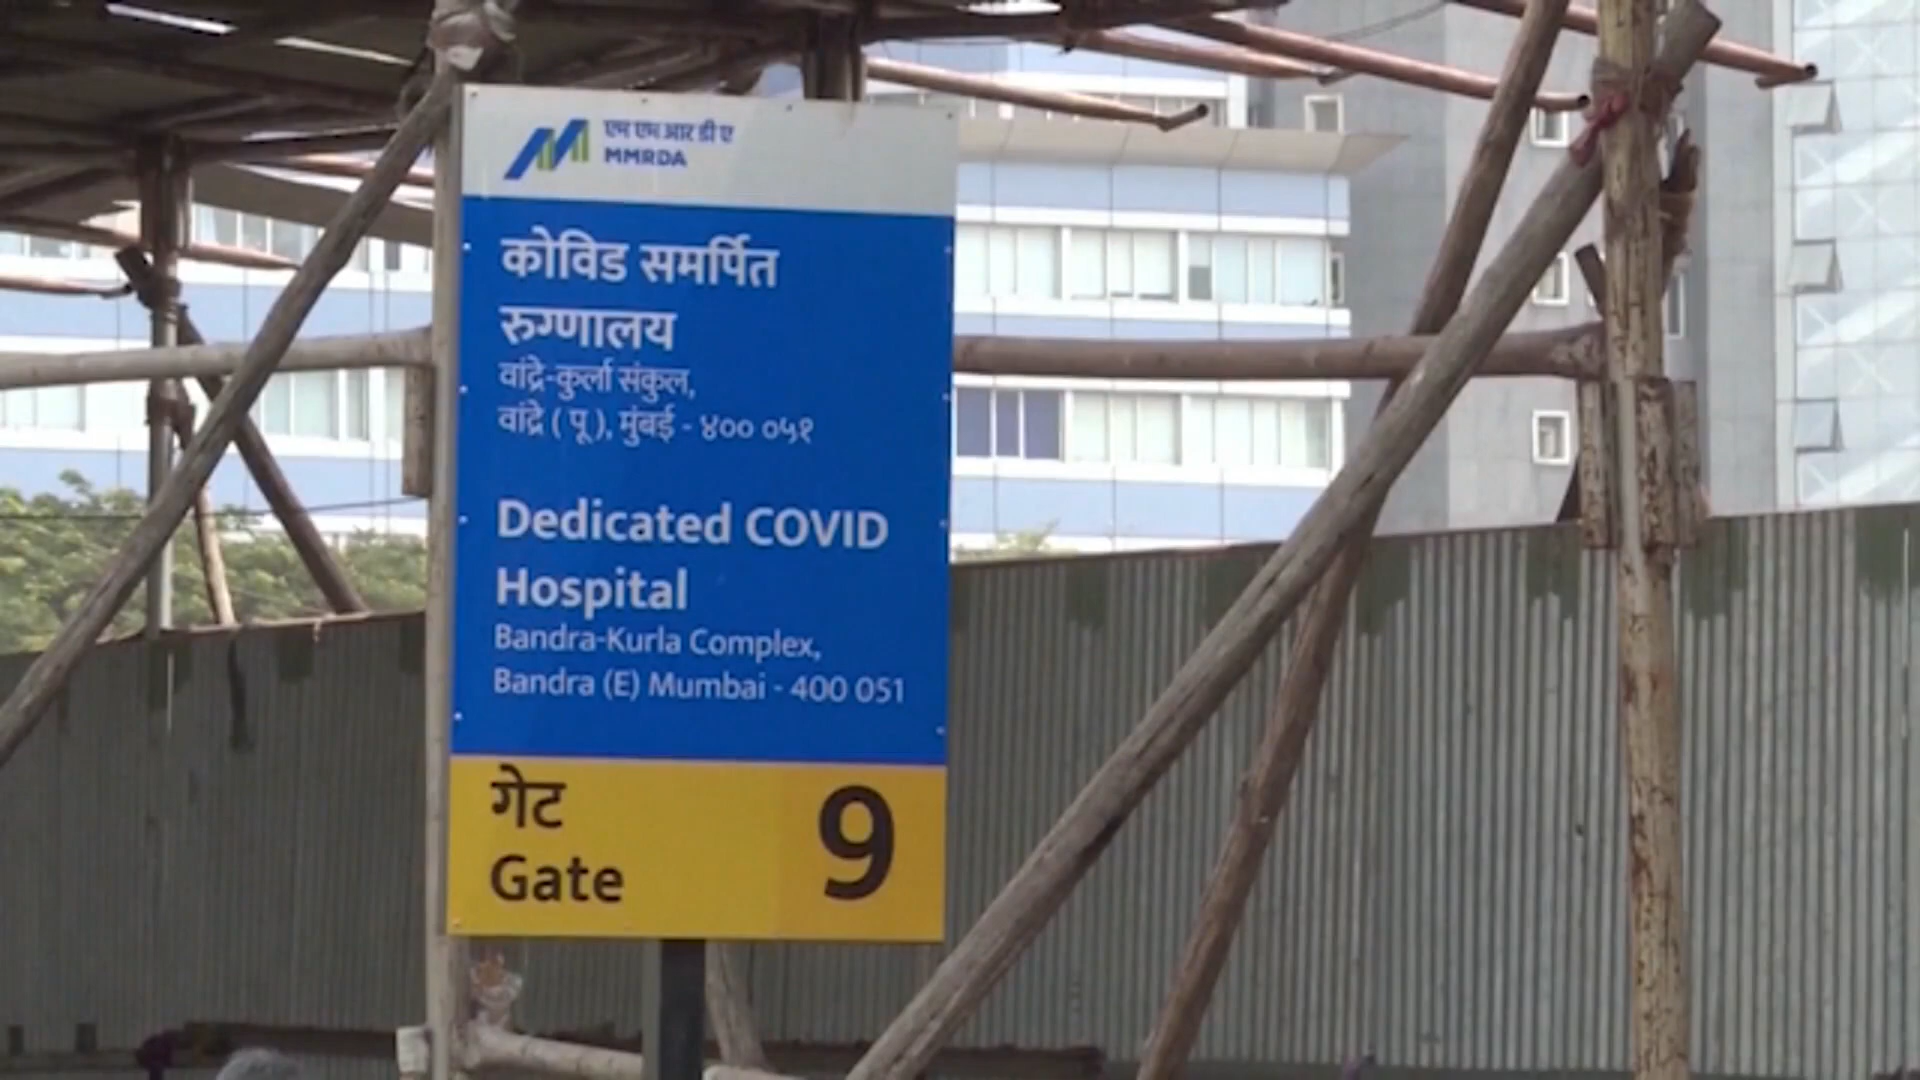 एम एम आर डी ए
MMRDA
कोविड समर्पित
रुग्णालय
वांद्रे-कुर्ला संकुल,
वांद्रे ( पू ), मुंबई - ४०० ०५१
Dedicated COVID
Hospital
Bandra-Kurla Complex,
Bandra (E) Mumbai - 400 051
गेट
Gate
9